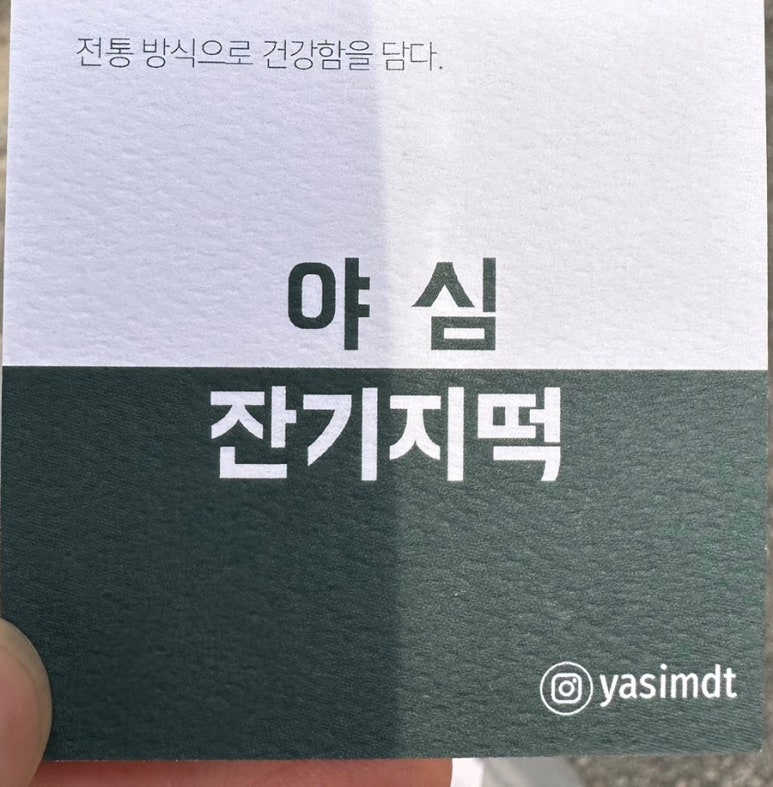 전통 방식으로 건강함을 담다.
야심
잔기지떡
yasimdt